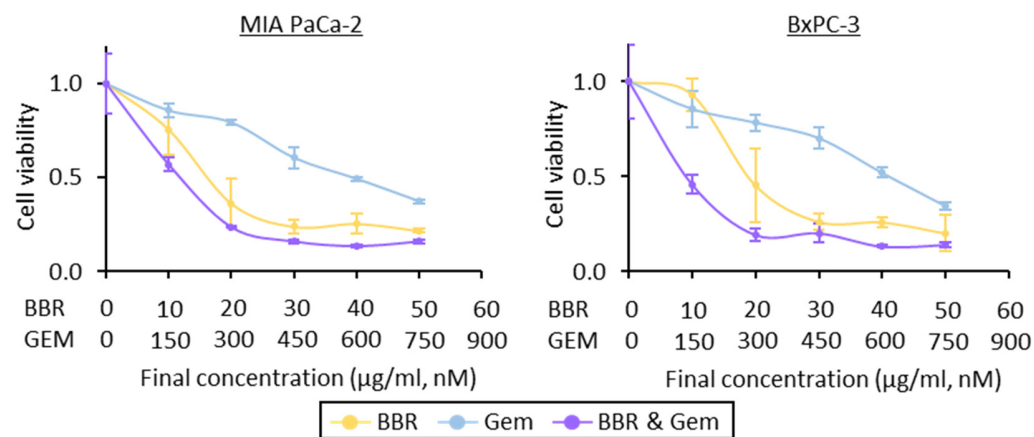 MIA PaCa-2
Cell viability
1.0
0.5
0.0
BBR 0 10 20 30 40 50 60
GEM 0 150 300 450 600 750 900
Final concentration (µg/ml, nM)
BxPC-3
Cell viability
1.0
0.5
0.0
BBR 0 10 20 30 40 50 60
GEM 0 150 300 450 600 750 900
Final concentration (µg/ml, nM)
BBR Gem BBR & Gem